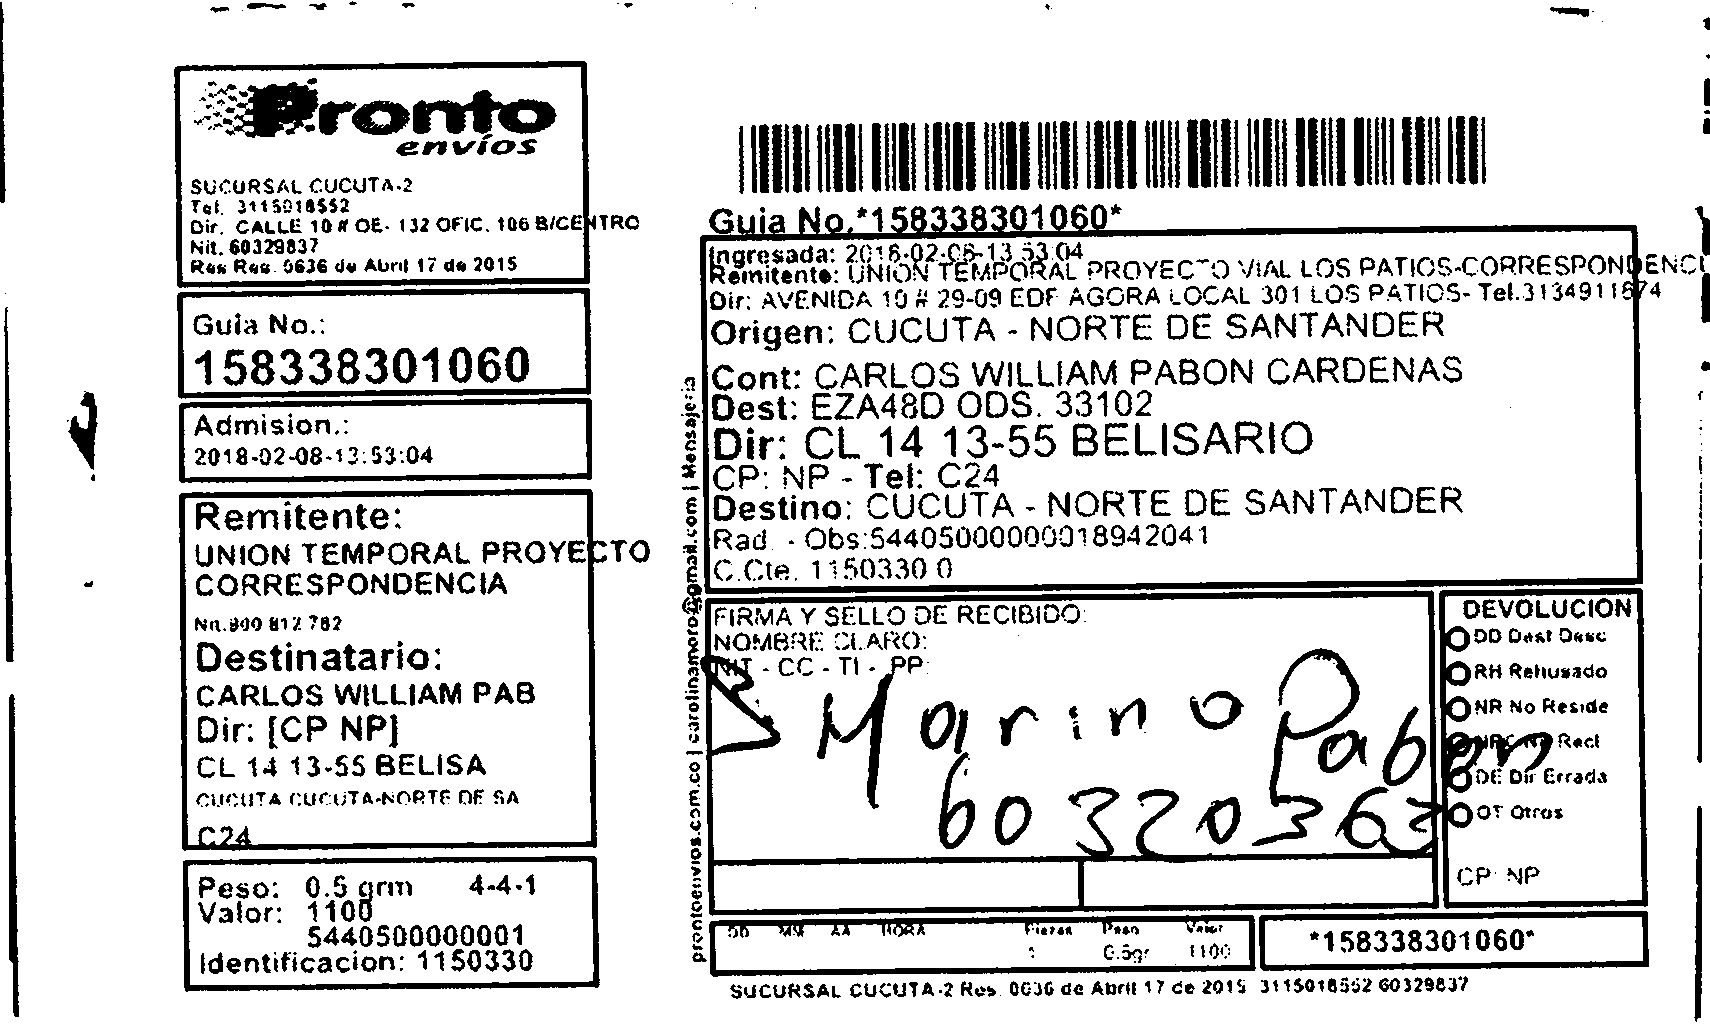 Pronto
envíos
SUCURSAL CUCUTA-2
Tel. 3115018552
Dir. CALLE 10 # OE- 132 OFIC. 106 B/CENTRO
Nit. 60329837
Res Reg. 0636 de Abril 17 de 2015
Guia No.:
158338301060
Admision.:
2018-02-08-13:53:04
Remitente:
UNION TEMPORAL PROYECTO
CORRESPONDENCIA
Nit.900 812 782
Destinatario:
CARLOS WILLIAM PAB
Dir: [CP NP]
CL 14 13-55 BELISA
CUCUTA CUCUTA-NORTE DE SA
C24
Peso: 0.5 grm 4-4-1
Valor: 1100
5440500000001
Identificacion: 1150330
prontoenvios.com.co | carolinamoro@gmail.com | Mensajeria
Guia No.*158338301060*
Ingresada: 2018-02-08-13:53:04
Remitente: UNION TEMPORAL PROYECTO VIAL LOS PATIOS-CORRESPONDENCI
Dir: AVENIDA 10 # 29-09 EDF AGORA LOCAL 301 LOS PATIOS- Tel.3134911674
Origen: CUCUTA - NORTE DE SANTANDER
Cont: CARLOS WILLIAM PABON CARDENAS
Dest: EZA48D ODS. 33102
Dir: CL 14 13-55 BELISARIO
CP: NP - Tel: C24
Destino: CUCUTA - NORTE DE SANTANDER
Rad. - Obs:54405000000018942041
C.Cte. 1150330 0
FIRMA Y SELLO DE RECIBIDO:
NOMBRE CLARO:
NIT - CC - TI - PP:
Marino Pabon
60320363
DEVOLUCION
DD Dest Desc
RH Rehusado
NR No Reside
NRC No Recl
DE Dir Errada
OT Otros
CP: NP
DD MM AA HORA Piezas Peso Valor
1 0.5gr 1100
*158338301060*
SUCURSAL CUCUTA-2 Res. 0636 de Abril 17 de 2015 3115018552 60329837